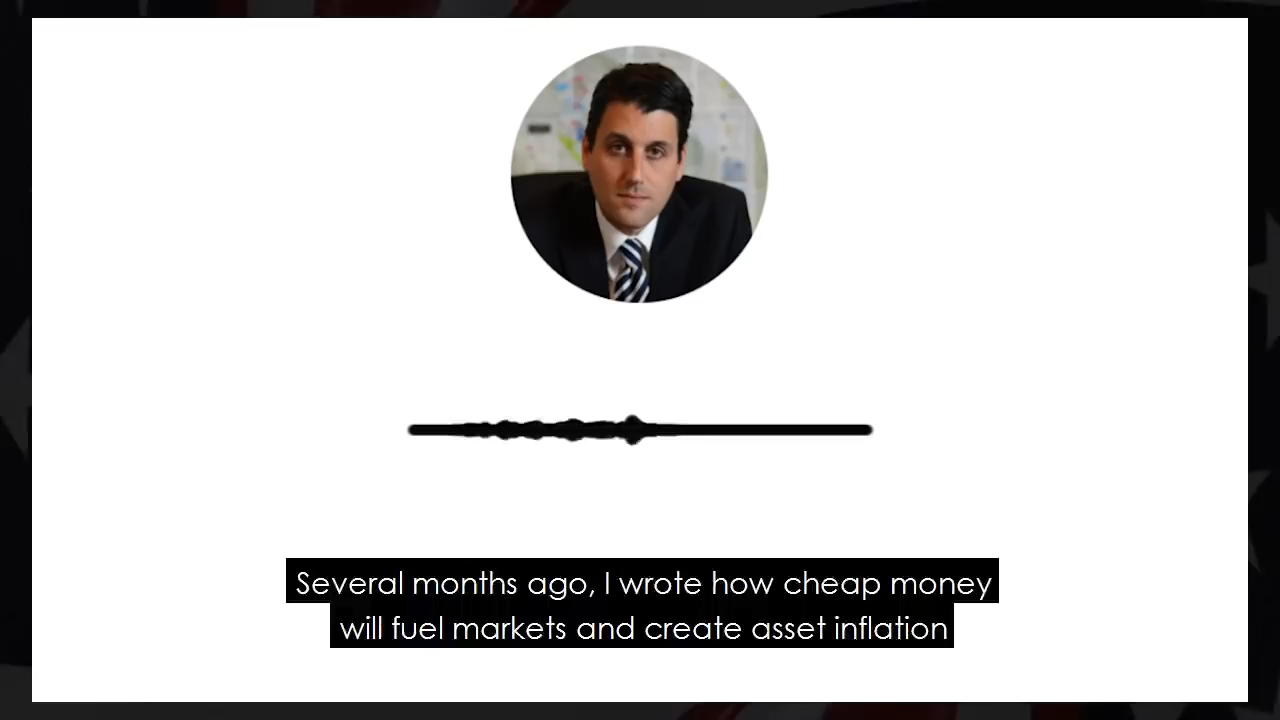 Several months ago, I wrote how cheap money
will fuel markets and create asset inflation